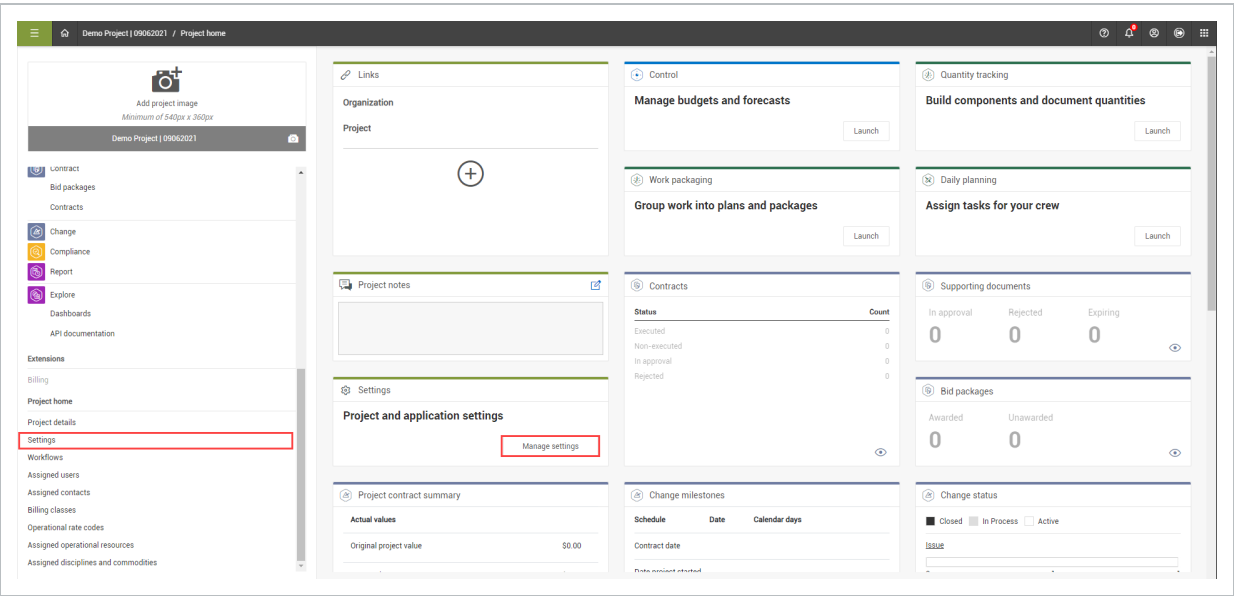 Demo Project | 09062021 / Project home
Add project image
Minimum of 540px x 360px
Demo Project | 09062021
Contract
Bid packages
Contracts
Change
Compliance
Report
Explore
Dashboards
API documentation
Extensions
Billing
Project home
Project details
Settings
Workflows
Assigned users
Assigned contacts
Billing classes
Operational rate codes
Assigned operational resources
Assigned disciplines and commodities
Links
Organization
Project
Control
Manage budgets and forecasts
Launch
Quantity tracking
Build components and document quantities
Launch
Work packaging
Group work into plans and packages
Launch
Daily planning
Assign tasks for your crew
Launch
Project notes
Contracts
Status Count
Executed 0
Non-executed 0
In approval 0
Rejected 0
Supporting documents
In approval Rejected Expiring
0 0 0
Settings
Project and application settings
Manage settings
Bid packages
Awarded Unawarded
0 0
Project contract summary
Actual values
Original project value $0.00
Change milestones
Schedule Date Calendar days
Contract date
Date project started
Change status
Closed In Process Active
Issue